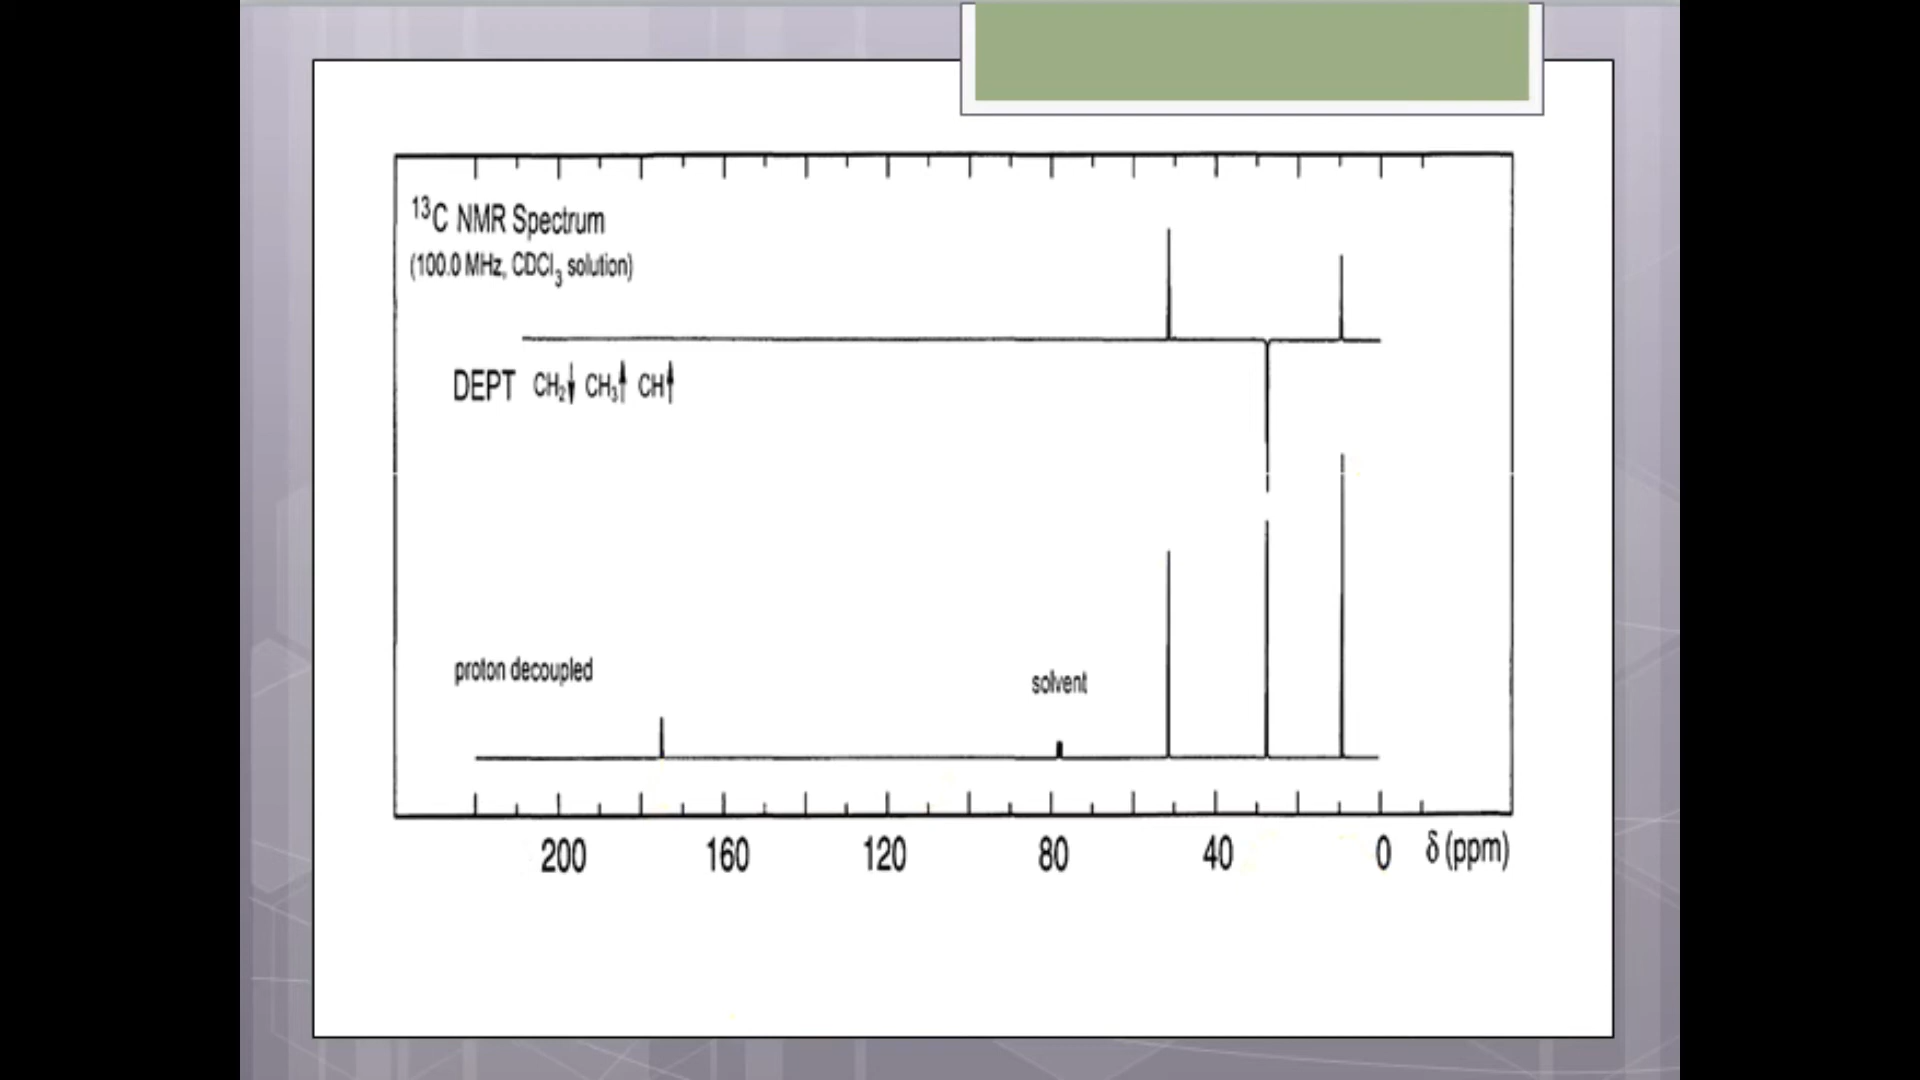 ¹³C NMR Spectrum
(100.0 MHz, CDCl₃ solution)
DEPT CH₂↓ CH₃↑ CH↑
proton decoupled
solvent
200 160 120 80 40 0 δ (ppm)